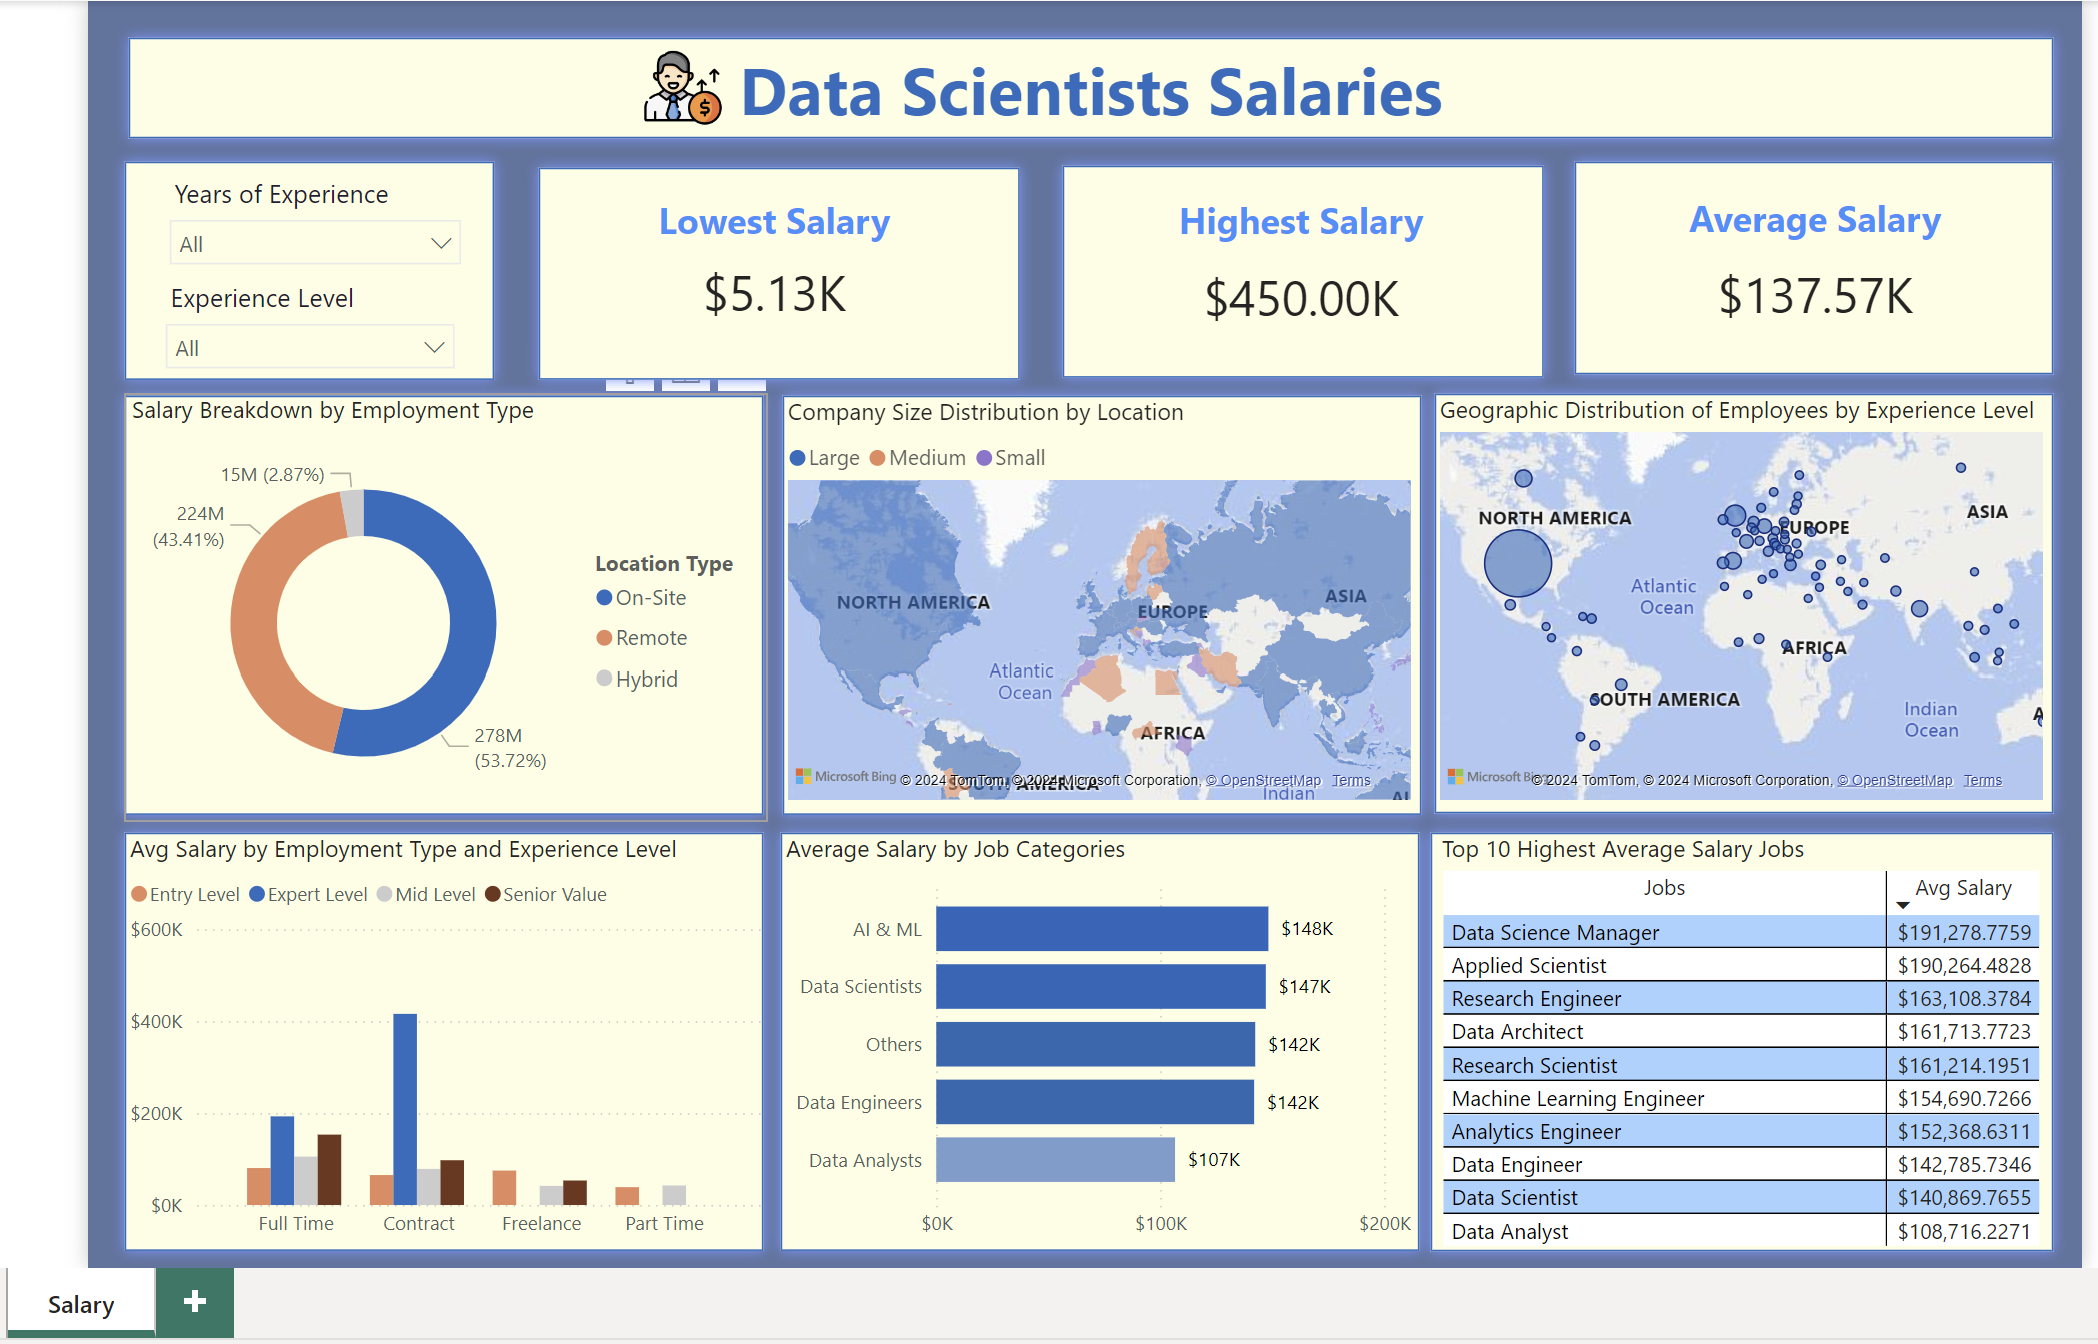 Data Scientists Salaries
Years of Experience
All
Experience Level
All
Lowest Salary
$5.13K
Highest Salary
$450.00K
Average Salary
$137.57K
Salary Breakdown by Employment Type
15M (2.87%)
224M
(43.41%)
278M
(53.72%)
Location Type
On-Site
Remote
Hybrid
Company Size Distribution by Location
Large Medium Small
NORTH AMERICA
EUROPE
ASIA
Atlantic
Ocean
AFRICA
SOUTH AMERICA
Indian
Microsoft Bing
© 2024 TomTom, © 2024 Microsoft Corporation, © OpenStreetMap Terms
Geographic Distribution of Employees by Experience Level
NORTH AMERICA
EUROPE
ASIA
Atlantic
Ocean
AFRICA
SOUTH AMERICA
Indian
Ocean
Microsoft Bing
© 2024 TomTom, © 2024 Microsoft Corporation, © OpenStreetMap Terms
Avg Salary by Employment Type and Experience Level
Entry Level Expert Level Mid Level Senior Value
$600K
$400K
$200K
$0K
Full Time Contract Freelance Part Time
Average Salary by Job Categories
AI & ML $148K
Data Scientists $147K
Others $142K
Data Engineers $142K
Data Analysts $107K
$0K $100K $200K
Top 10 Highest Average Salary Jobs
Jobs Avg Salary
Data Science Manager $191,278.7759
Applied Scientist $190,264.4828
Research Engineer $163,108.3784
Data Architect $161,713.7723
Research Scientist $161,214.1951
Machine Learning Engineer $154,690.7266
Analytics Engineer $152,368.6311
Data Engineer $142,785.7346
Data Scientist $140,869.7655
Data Analyst $108,716.2271
Salary +